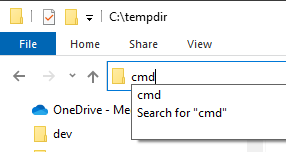 C:\tempdir
File
Home
Share
View
cmd
cmd
Search for "cmd"
OneDrive - Me
dev